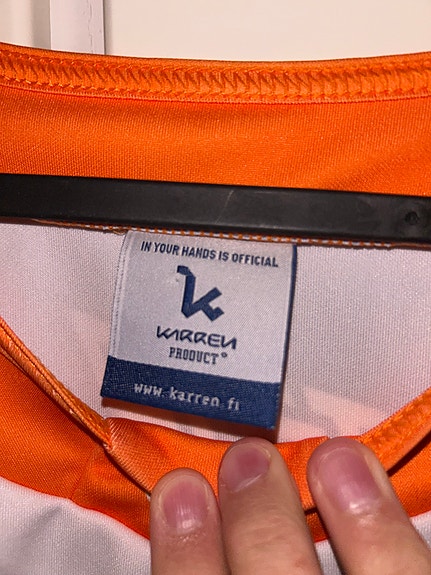 IN YOUR HANDS IS OFFICIAL
KARREN
PRODUCT®
www.karren.fi